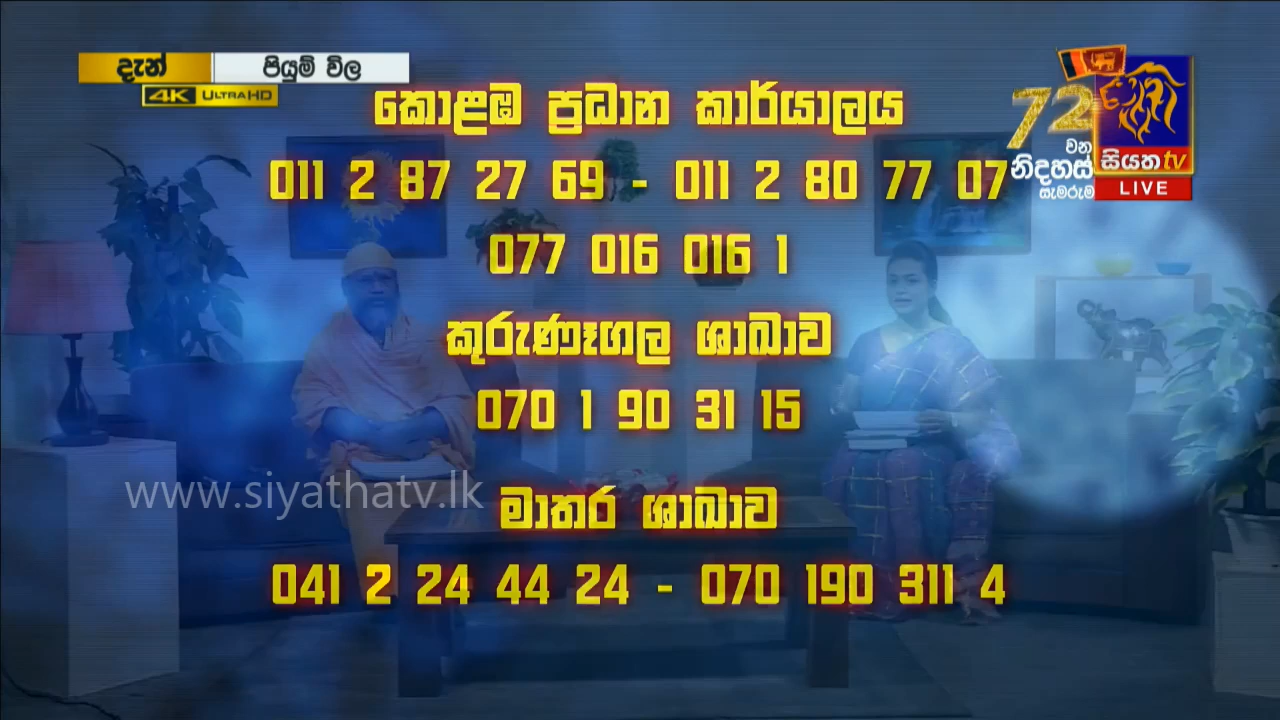 දැන් පියුම් විල
4K ULTRA HD
72 වන නිදහස් සැමරුම
සියත tv
LIVE
කොළඹ ප්‍රධාන කාර්යාලය
011 2 87 27 69 - 011 2 80 77 07
077 016 016 1
කුරුණෑගල ශාඛාව
070 1 90 31 15
www.siyathatv.lk
මාතර ශාඛාව
041 2 24 44 24 - 070 190 311 4